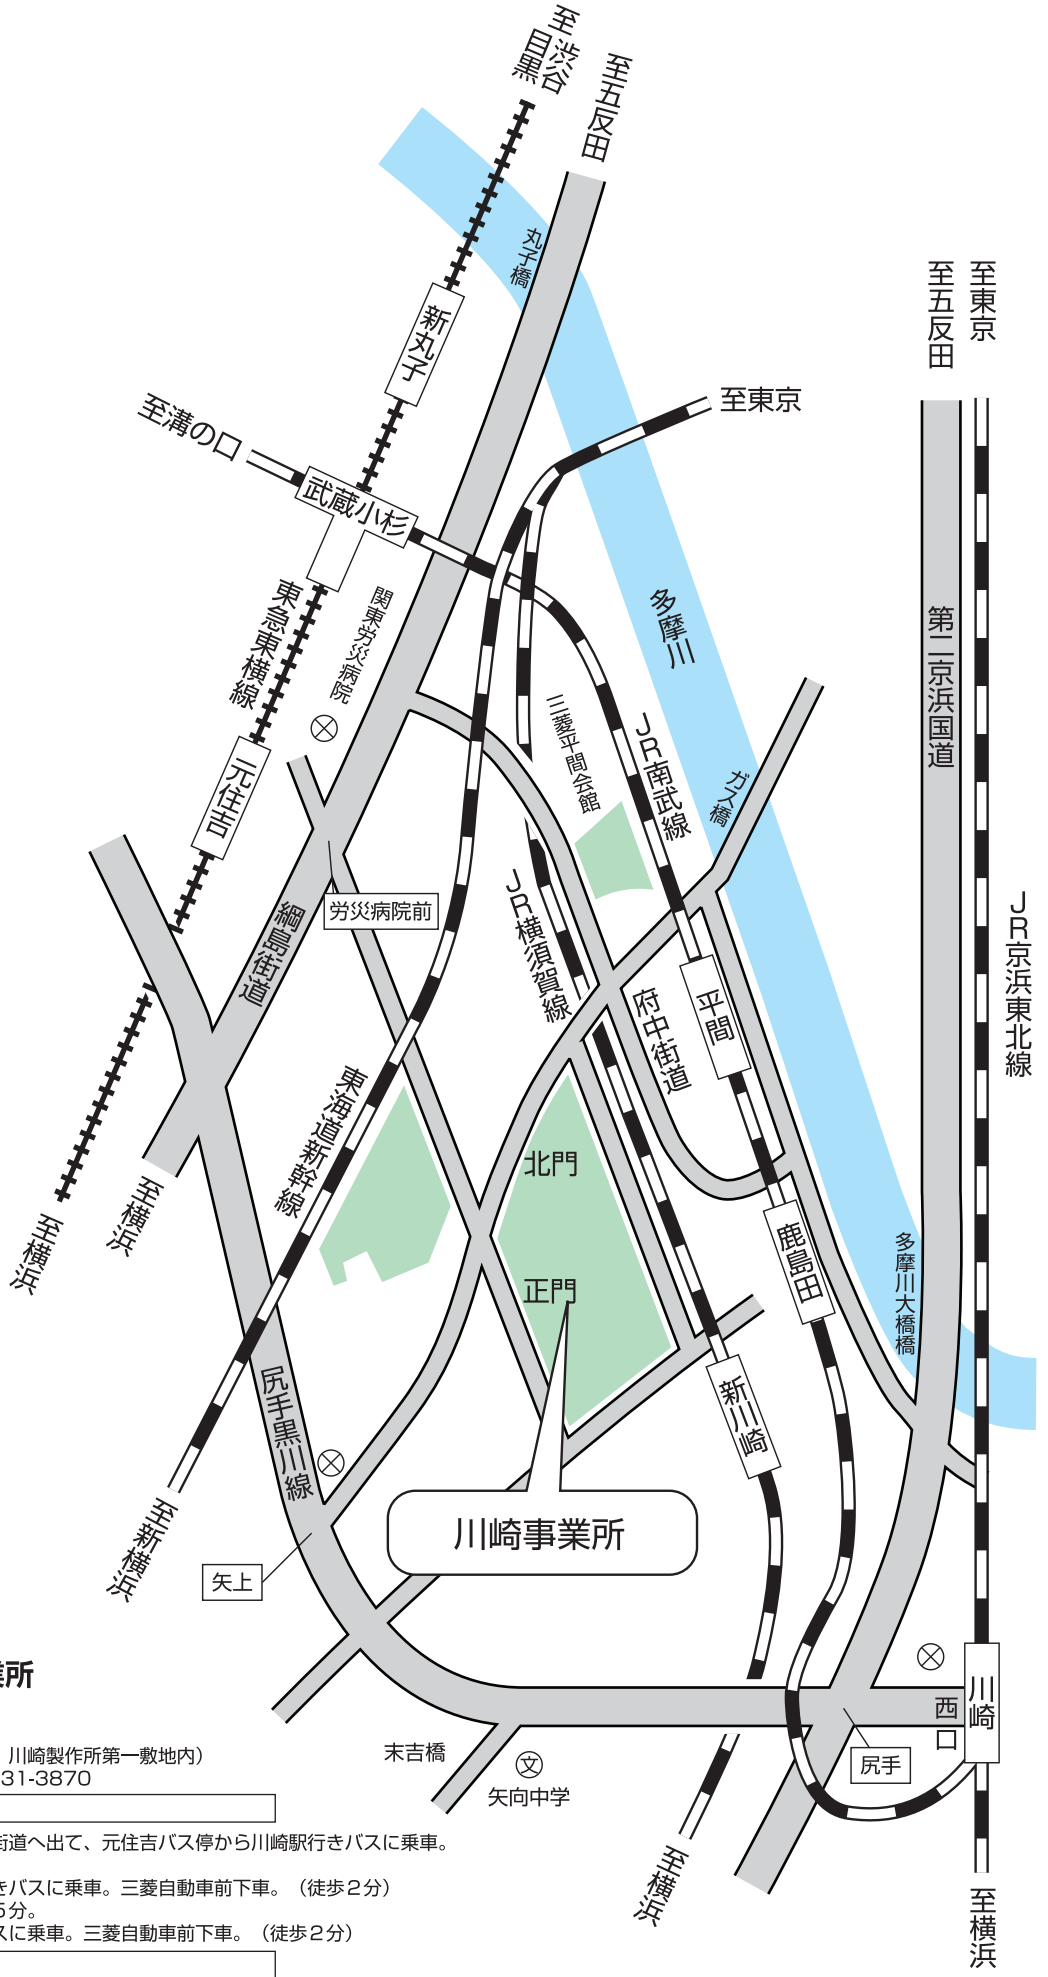 至渋谷
目黒
至五反田
丸子橋
新丸子
至五反田
至東京
至溝の口
至東京
武蔵小杉
東急東横線
関東労災病院
多摩川
第二京浜国道
三菱平間会館
JR南武線
ガス橋
元住吉
労災病院前
綱島街道
JR横須賀線
府中街道
平間
JR京浜東北線
東海道新幹線
北門
至横浜
至横浜
正門
鹿島田
多摩川大橋橋
尻手黒川線
新川崎
至新横浜
川崎事業所
矢上
業所
西口
川崎
川崎製作所第一敷地内）
31-3870
末吉橋
文
矢向中学
尻手
街道へ出て、元住吉バス停から川崎駅行きバスに乗車。
きバスに乗車。三菱自動車前下車。（徒歩２分）
5分。
スに乗車。三菱自動車前下車。（徒歩２分）
至横浜
至横浜